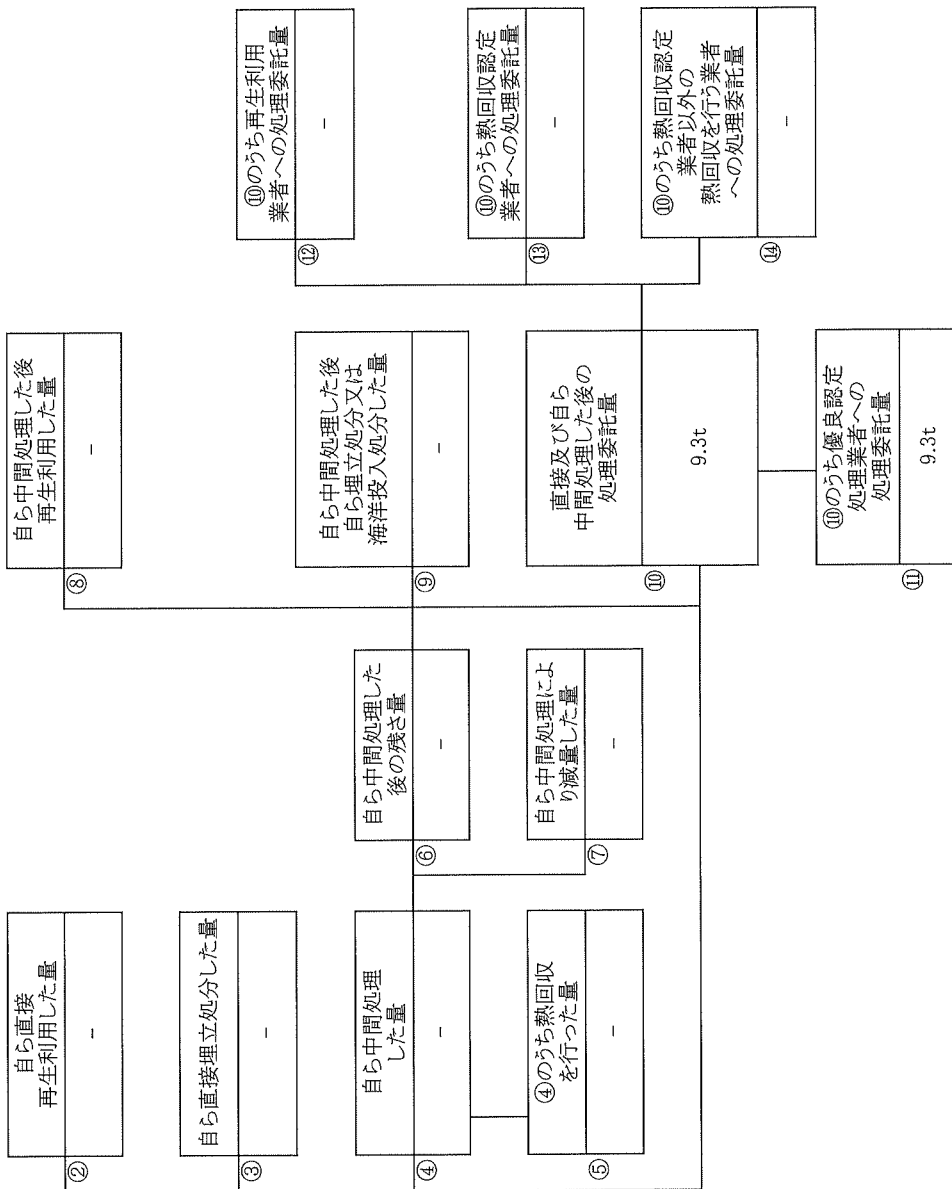 ②
自ら直接
再生利用した量
-
③
自ら直接埋立処分した量
-
④
自ら中間処理
した量
-
⑤
④のうち熱回収
を行った量
-
⑥
自ら中間処理した
後の残さ量
-
⑦
自ら中間処理によ
り減量した量
-
⑧
自ら中間処理した後
再生利用した量
-
⑨
自ら中間処理した後
自ら埋立処分又は
海洋投入処分した量
-
⑩
直接及び自ら
中間処理した後の
処理委託量
9.3t
⑪
⑩のうち優良認定
処理業者への
処理委託量
9.3t
⑫
⑩のうち再生利用
業者への処理委託量
-
⑬
⑩のうち熱回収認定
業者への処理委託量
-
⑭
⑩のうち熱回収認定
業者以外の
熱回収を行う業者
への処理委託量
-